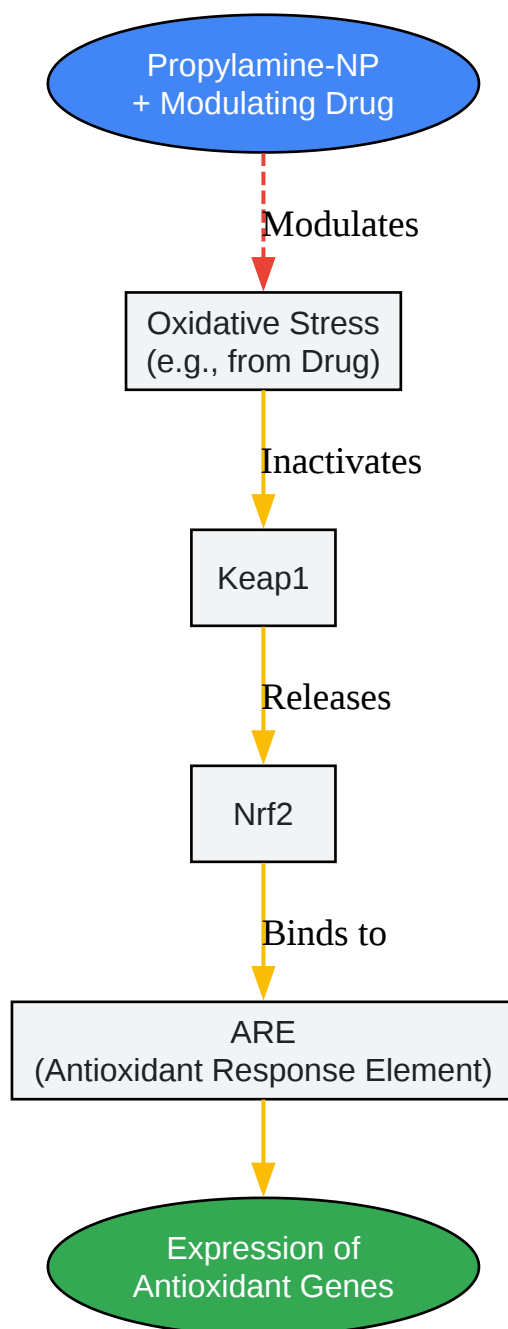 Propylamine-NP
+ Modulating Drug
Modulates
Oxidative Stress
(e.g., from Drug)
Inactivates
Keap1
Releases
Nrf2
Binds to
ARE
(Antioxidant Response Element)
Expression of
Antioxidant Genes